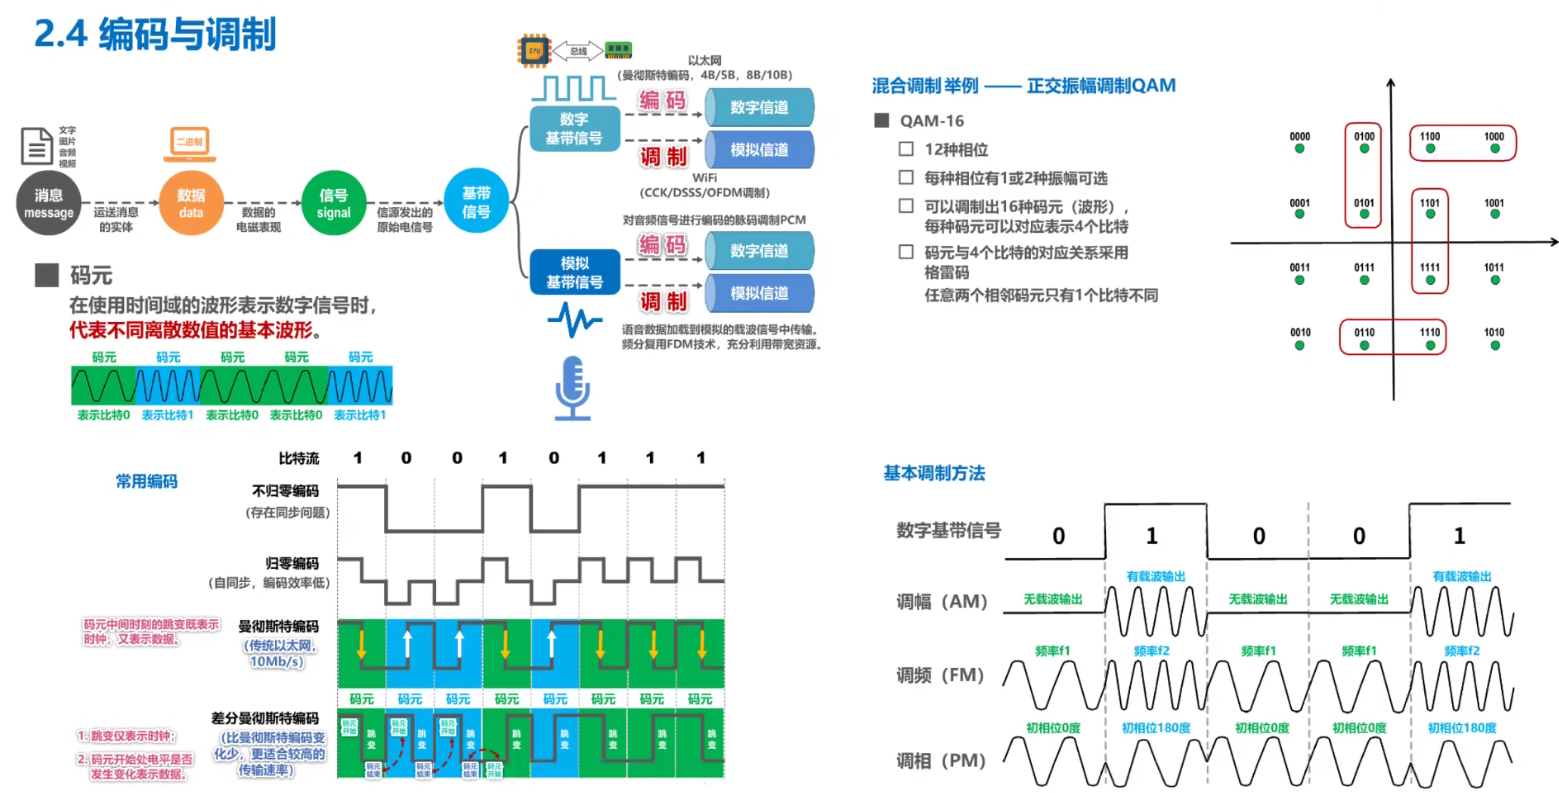 2.4 编码与调制
文字
图片
音频
视频
消息
message
运送消息
的实体
二进制
数据
data
数据的
电磁表现
信号
signal
信源发出的
原始电信号
基带
信号
CPU
总线
以太网
(曼彻斯特编码，4B/5B，8B/10B)
数字
基带信号
编码
数字信道
调制
模拟信道
WiFi
(CCK/DSSS/OFDM调制)
对音频信号进行编码的脉码调制PCM
模拟
基带信号
编码
数字信道
调制
模拟信道
语音数据加载到模拟的载波信号中传输。
频分复用FDM技术，充分利用带宽资源。
码元
在使用时间域的波形表示数字信号时，
代表不同离散数值的基本波形。
码元 码元 码元 码元 码元
表示比特0 表示比特1 表示比特0 表示比特0 表示比特1
混合调制 举例 —— 正交振幅调制QAM
QAM-16
12种相位
每种相位有1或2种振幅可选
可以调制出16种码元（波形），
每种码元可以对应表示4个比特
码元与4个比特的对应关系采用
格雷码
任意两个相邻码元只有1个比特不同
0000 0100 1100 1000
0001 0101 1101 1001
0011 0111 1111 1011
0010 0110 1110 1010
常用编码
比特流 1 0 0 1 0 1 1 1
不归零编码
(存在同步问题)
归零编码
(自同步，编码效率低)
码元中间时刻的跳变既表示
时钟，又表示数据。
曼彻斯特编码
(传统以太网，
10Mb/s)
码元 码元 码元 码元 码元 码元 码元 码元
差分曼彻斯特编码
(比曼彻斯特编码变
化少，更适合较高的
传输速率)
1. 跳变仅表示时钟；
2. 码元开始处电平是否
发生变化表示数据。
码元
开始
跳变
码元
结束
码元
开始
跳变
码元
结束
码元
开始
跳变
码元
结束
码元
开始
跳变
跳变
跳变
跳变
跳变
基本调制方法
数字基带信号 0 1 0 0 1
调幅（AM） 无载波输出 有载波输出 无载波输出 无载波输出 有载波输出
调频（FM） 频率f1 频率f2 频率f1 频率f1 频率f2
调相（PM） 初相位0度 初相位180度 初相位0度 初相位0度 初相位180度